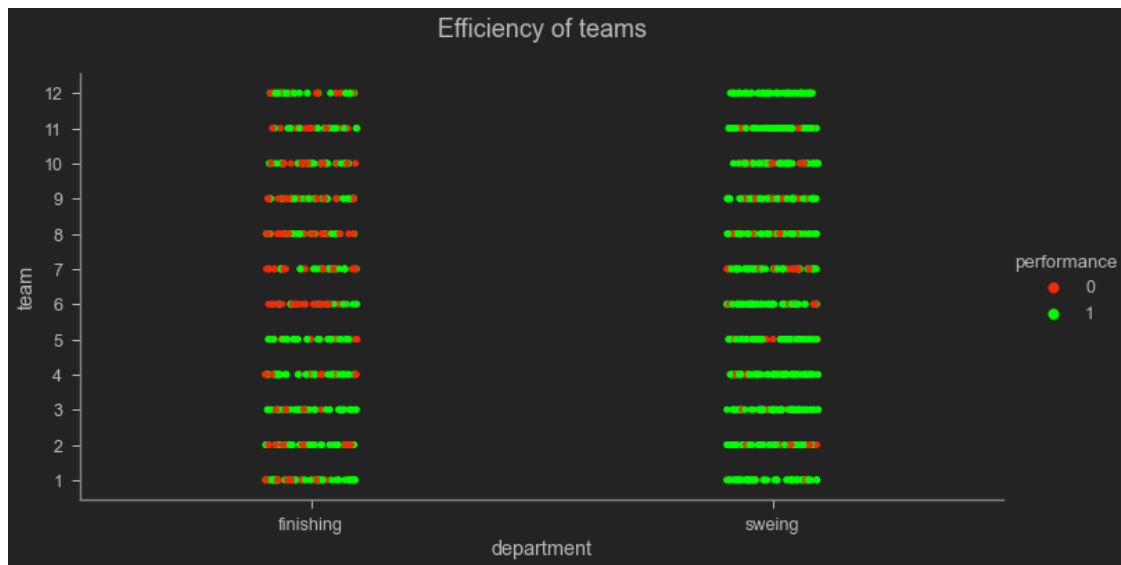 Efficiency of teams
12
11
10
9
8
7
6
5
4
3
2
1
team
finishing
sweing
department
performance
0
1